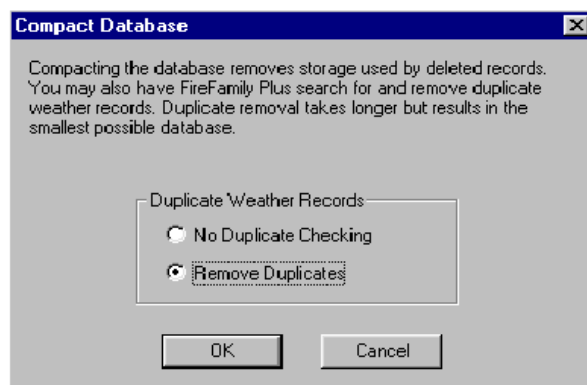 Compact Database
Compacting the database removes storage used by deleted records.
You may also have FireFamily Plus search for and remove duplicate
weather records. Duplicate removal takes longer but results in the
smallest possible database.
Duplicate Weather Records
No Duplicate Checking
Remove Duplicates
OK Cancel